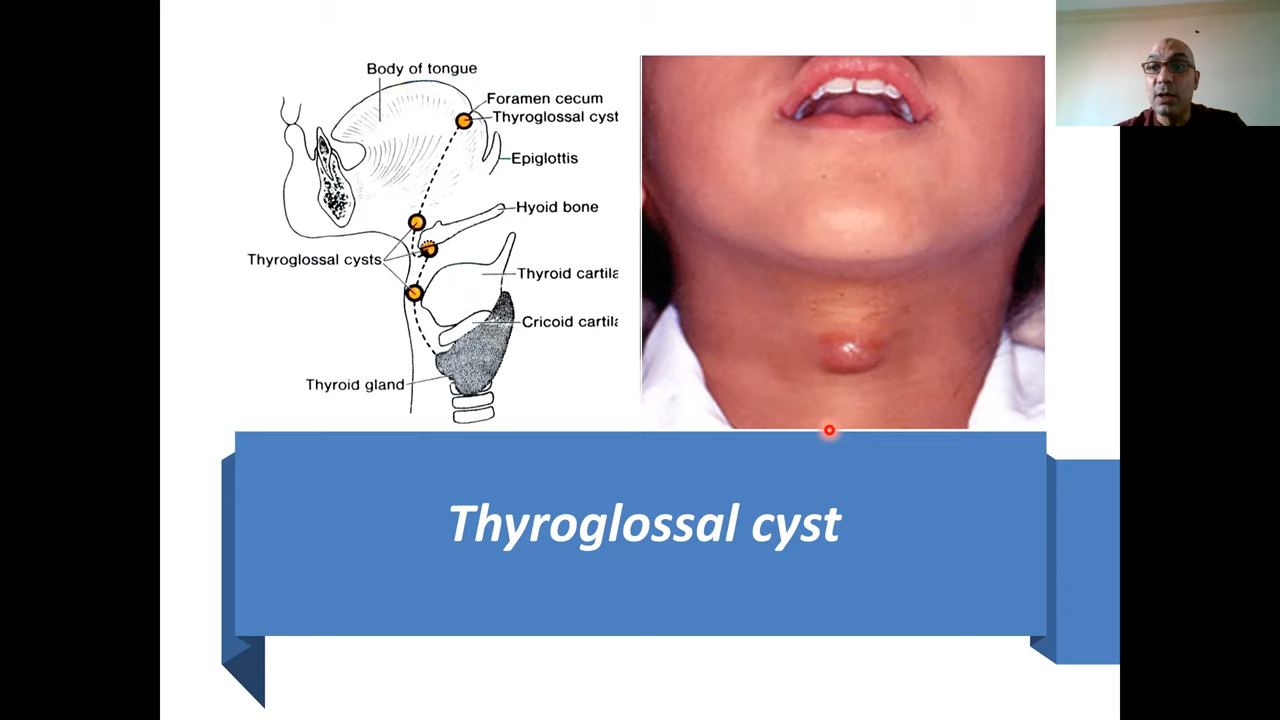 Body of tongue
Foramen cecum
Thyroglossal cyst
Epiglottis
Hyoid bone
Thyroglossal cysts
Thyroid cartila
Cricoid cartila
Thyroid gland
Thyroglossal cyst